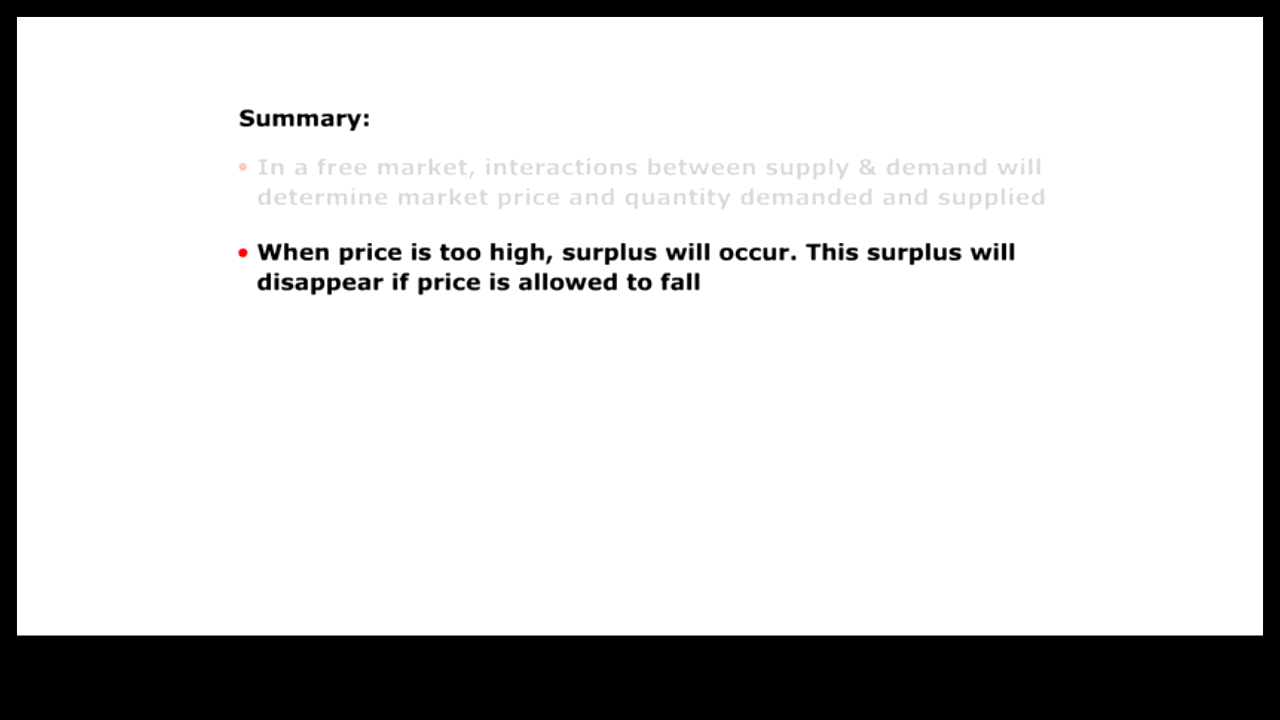 Summary:
• In a free market, interactions between supply & demand will
determine market price and quantity demanded and supplied
• When price is too high, surplus will occur. This surplus will
disappear if price is allowed to fall